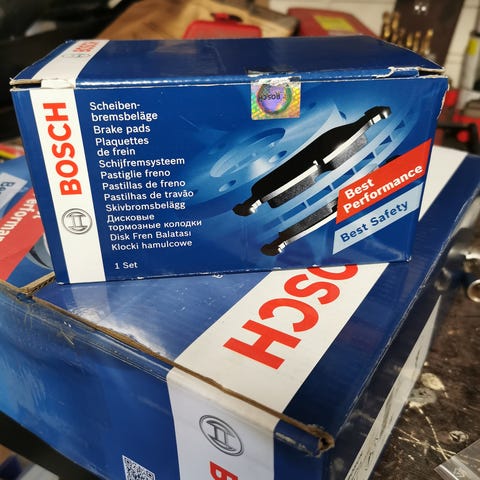 BOSCH
Scheiben-
bremsbeläge
Brake pads
Plaquettes
de frein
Schijfremsysteem
Pastiglie freno
Pastillas de freno
Pastilhas de travão
Skivbromsbelägg
Дисковые
тормозные колодки
Disk Fren Balatası
Klocki hamulcowe
1 Set
BOSCH
Best
Performance
Best Safety
BOSCH